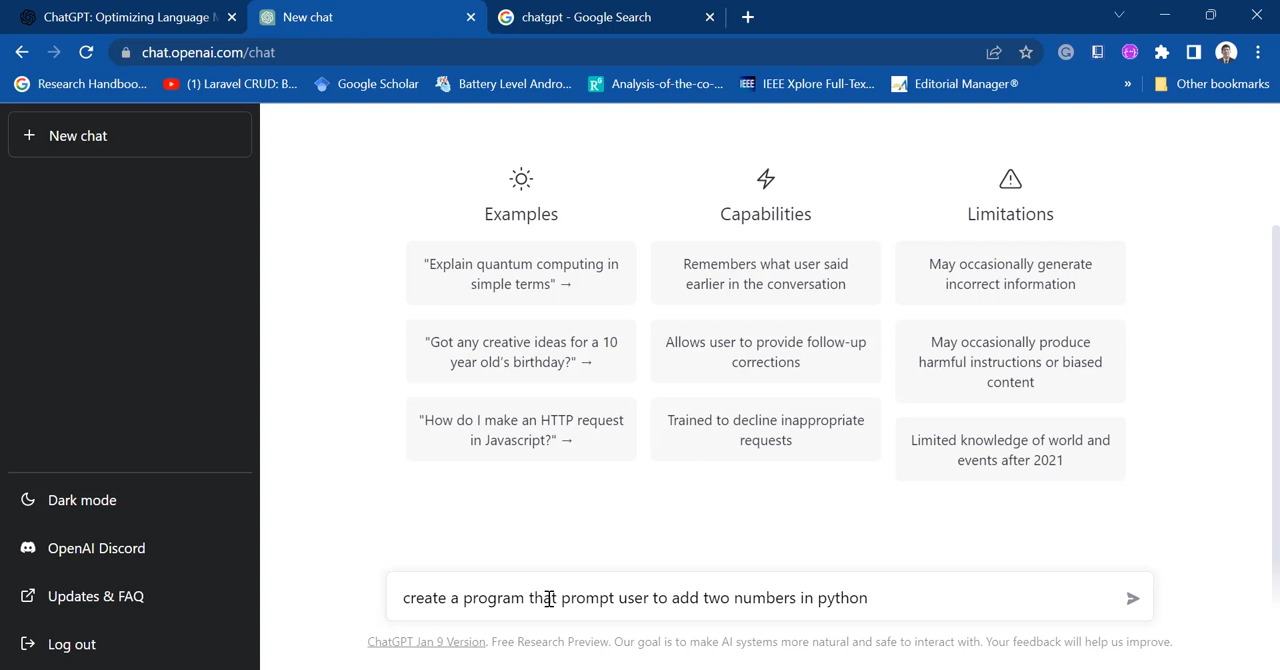 ChatGPT: Optimizing Language M
New chat
chatgpt - Google Search
chat.openai.com/chat
Research Handboo...
(1) Laravel CRUD: B...
Google Scholar
Battery Level Andro...
Analysis-of-the-co-...
IEEE Xplore Full-Tex...
Editorial Manager®
»
Other bookmarks
+ New chat
Examples
Capabilities
Limitations
"Explain quantum computing in
simple terms" →
Remembers what user said
earlier in the conversation
May occasionally generate
incorrect information
"Got any creative ideas for a 10
year old's birthday?" →
Allows user to provide follow-up
corrections
May occasionally produce
harmful instructions or biased
content
"How do I make an HTTP request
in Javascript?" →
Trained to decline inappropriate
requests
Limited knowledge of world and
events after 2021
Dark mode
OpenAI Discord
Updates & FAQ
Log out
create a program that prompt user to add two numbers in python
ChatGPT Jan 9 Version. Free Research Preview. Our goal is to make AI systems more natural and safe to interact with. Your feedback will help us improve.